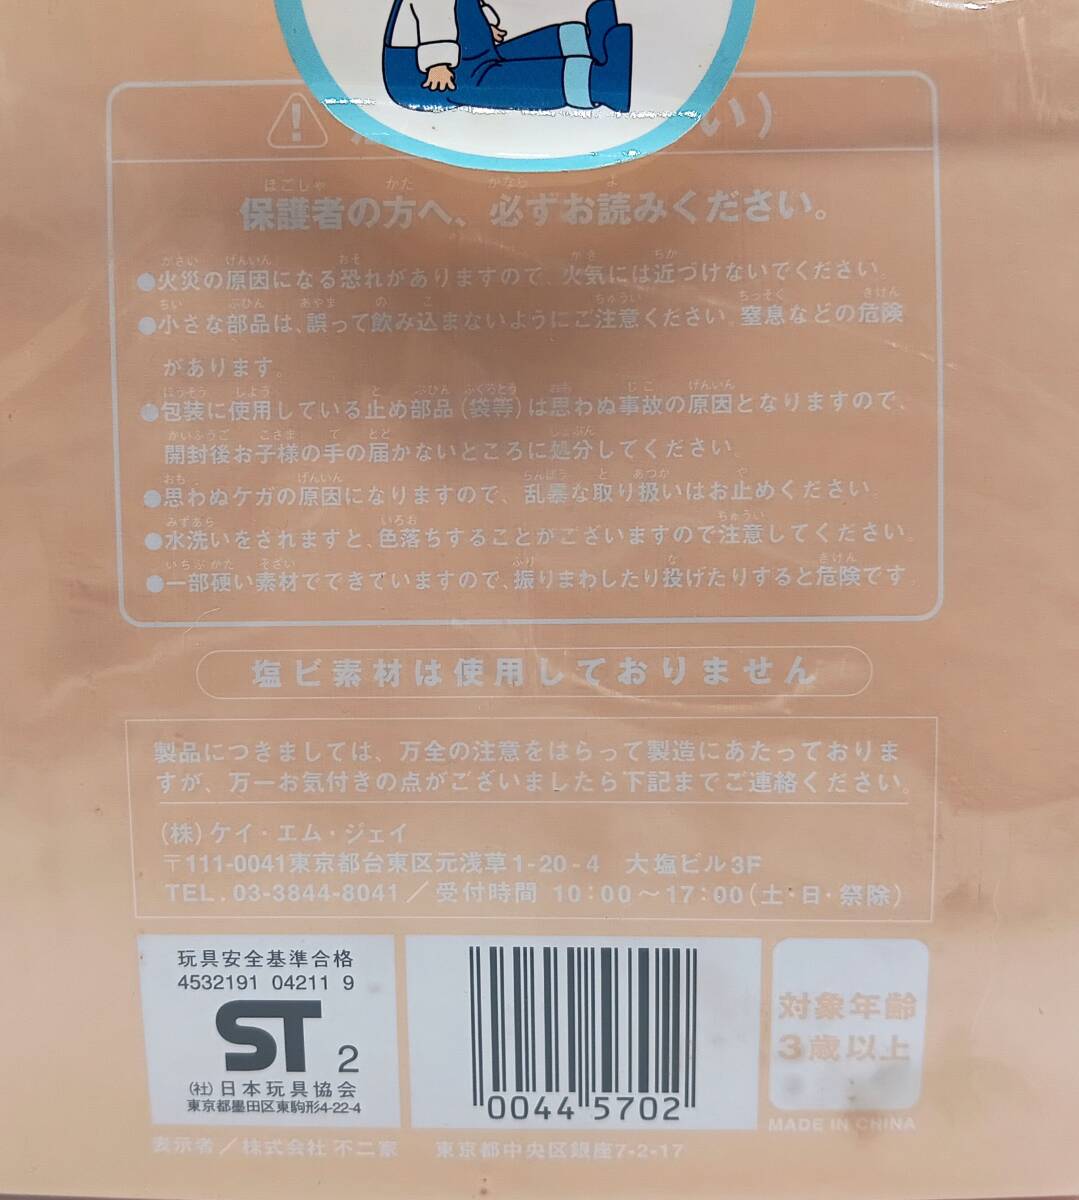 い)
保護者の方へ、必ずお読みください。
●火災の原因になる恐れがありますので、火気には近づけないでください。
●小さな部品は、誤って飲み込まないようにご注意ください。窒息などの危険
があります。
●包装に使用している止め部品(袋等)は思わぬ事故の原因となりますので、
開封後お子様の手の届かないところに処分してください。
●思わぬケガの原因になりますので、乱暴な取り扱いはお止めください。
●水洗いをされますと、色落ちすることがございますので注意してください。
●一部硬い素材でできていますので、振りまわしたり投げたりすると危険です。
塩ビ素材は使用しておりません
製品につきましては、万全の注意をはらって製造にあたっておりま
すが、万一お気付きの点がございましたら下記までご連絡ください。
(株)ケイ・エム・ジェイ
〒111-0041東京都台東区元浅草1-20-4 大塩ビル3F
TEL.03-3844-8041/受付時間 10:00〜17:00(土・日・祭除)
玩具安全基準合格
4532191 04211 9
ST 2
(社)日本玩具協会
東京都墨田区東駒形4-22-4
0044 5702
対象年齢
3歳以上
MADE IN CHINA
表示者/株式会社 不二家 東京都中央区銀座7-2-17